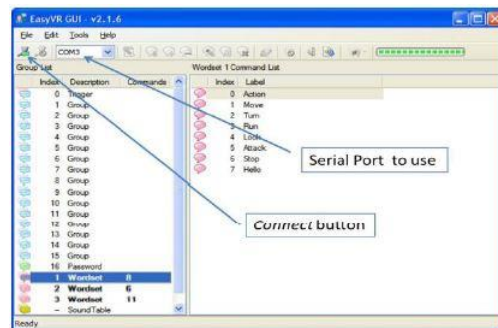 EasyVR GUI - v2.1.6
File Edit Tools Help
COM3
Group List
Wordset 1 Command List
Index Description Commands
Index Label
0 Trigger
0 Action
1 Group
1 Move
2 Group
2 Turn
3 Group
3 Run
4 Group
4 Look
5 Group
5 Attack
6 Group
6 Stop
7 Group
7 Hello
8 Group
9 Group
10 Group
11 Group
12 Group
13 Group
14 Group
15 Group
16 Password
1 Wordset 8
2 Wordset 6
3 Wordset 11
- SoundTable
Serial Port to use
Connect button
Ready